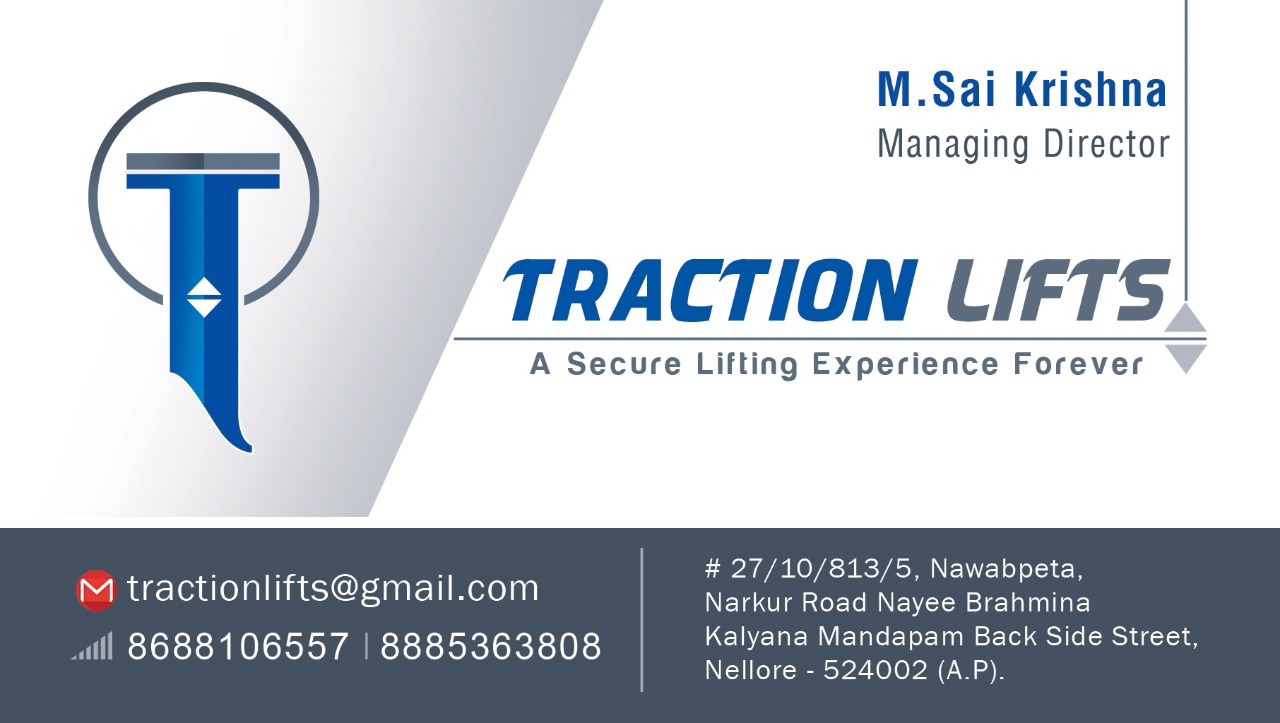 M.Sai Krishna
Managing Director
TRACTION LIFTS
A Secure Lifting Experience Forever
tractionlifts@gmail.com
8688106557 | 8885363808
# 27/10/813/5, Nawabpeta,
Narkur Road Nayee Brahmina
Kalyana Mandapam Back Side Street,
Nellore - 524002 (A.P).